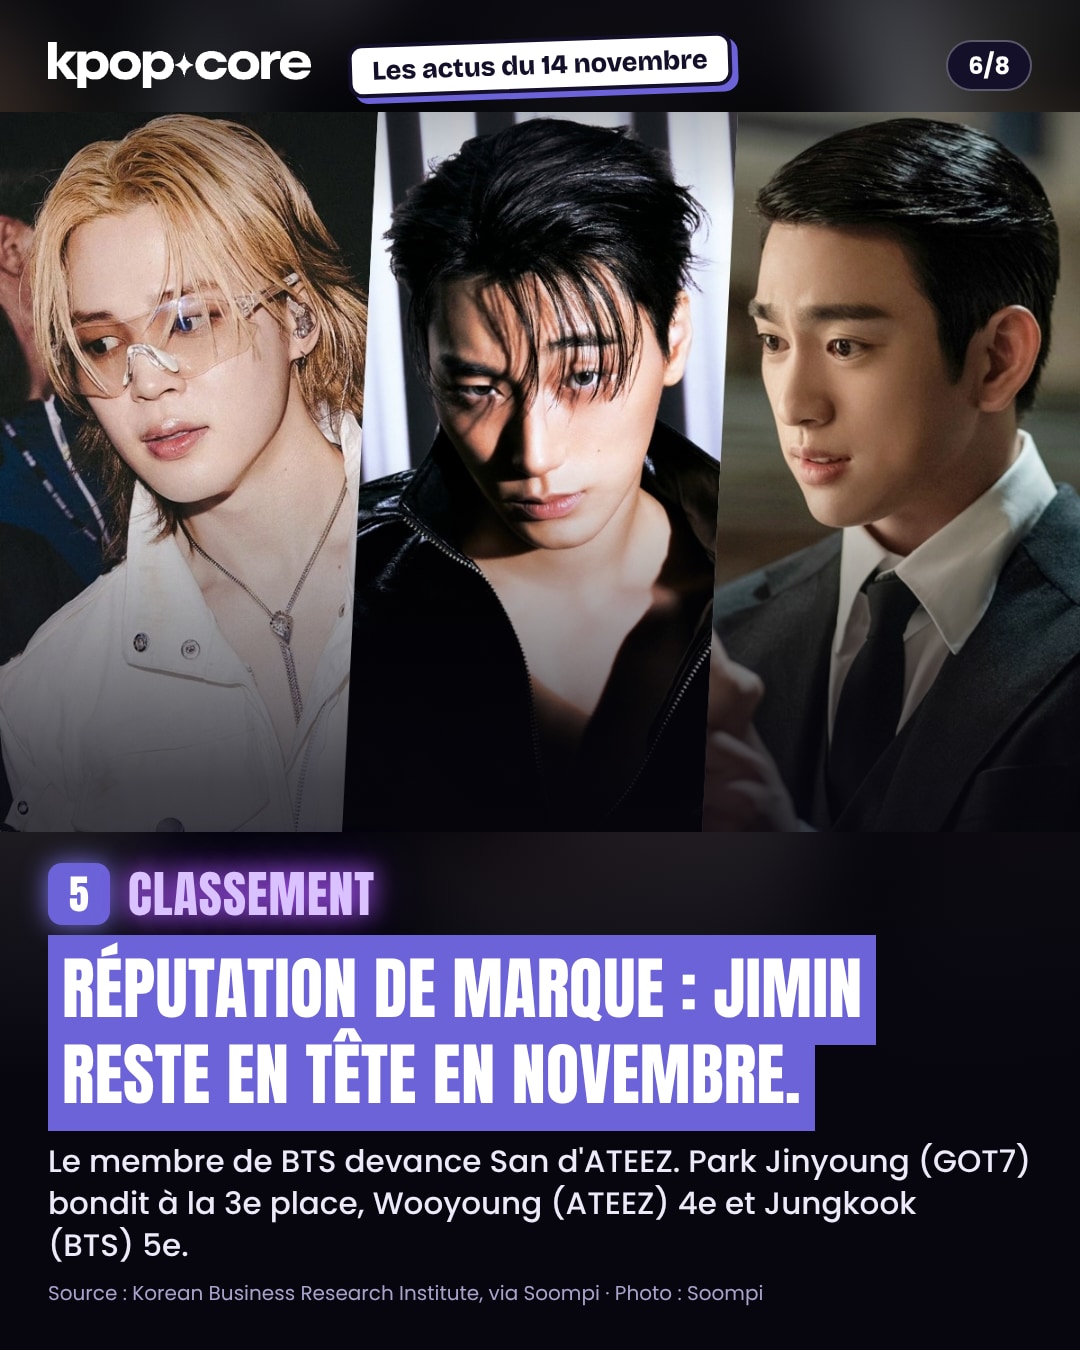 kpop✦core
Les actus du 14 novembre
6/8
5 CLASSEMENT
RÉPUTATION DE MARQUE : JIMIN
RESTE EN TÊTE EN NOVEMBRE.
Le membre de BTS devance San d'ATEEZ. Park Jinyoung (GOT7)
bondit à la 3e place, Wooyoung (ATEEZ) 4e et Jungkook
(BTS) 5e.
Source : Korean Business Research Institute, via Soompi · Photo : Soompi